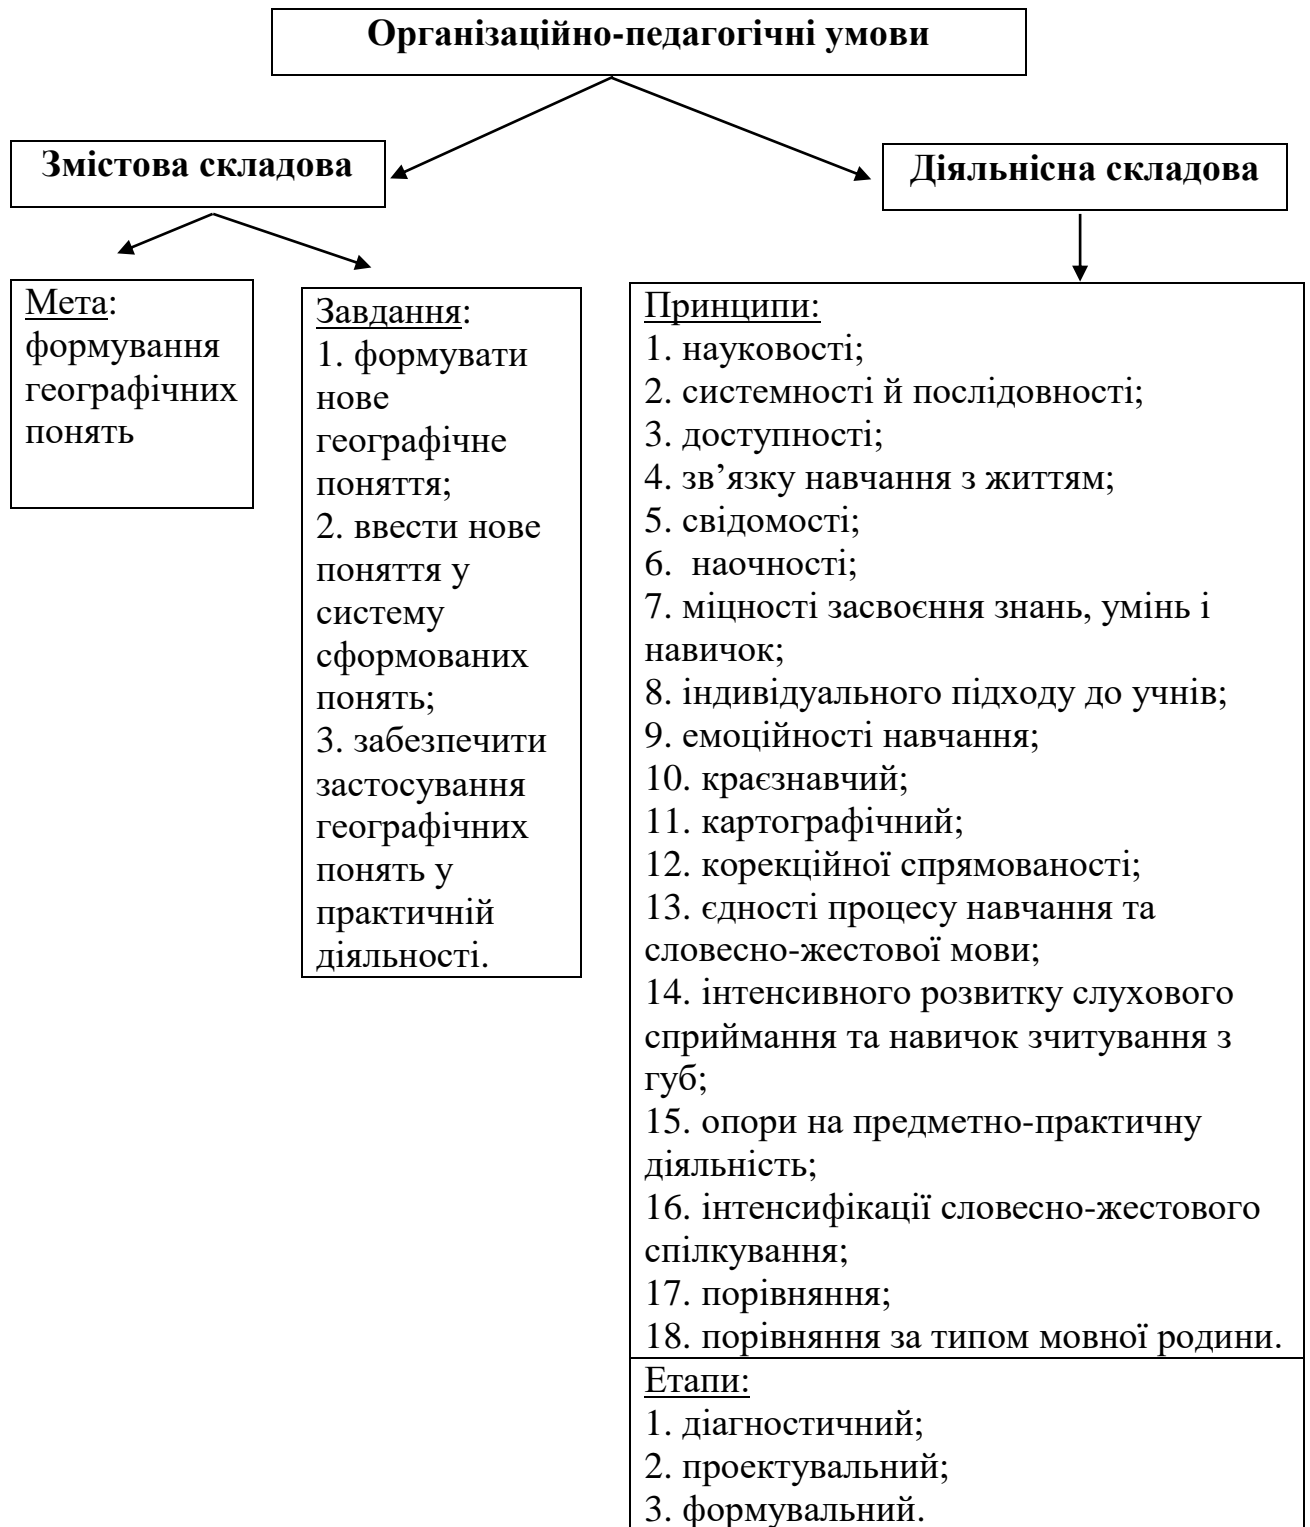 Організаційно-педагогічні умови
Змістова складова
Діяльнісна складова
Мета:
формування
географічних
понять
Завдання:
1. формувати
нове
географічне
поняття;
2. ввести нове
поняття у
систему
сформованих
понять;
3. забезпечити
застосування
географічних
понять у
практичній
діяльності.
Принципи:
1. науковості;
2. системності й послідовності;
3. доступності;
4. зв’язку навчання з життям;
5. свідомості;
6. наочності;
7. міцності засвоєння знань, умінь і
навичок;
8. індивідуального підходу до учнів;
9. емоційності навчання;
10. краєзнавчий;
11. картографічний;
12. корекційної спрямованості;
13. єдності процесу навчання та
словесно-жестової мови;
14. інтенсивного розвитку слухового
сприймання та навичок зчитування з
губ;
15. опори на предметно-практичну
діяльність;
16. інтенсифікації словесно-жестового
спілкування;
17. порівняння;
18. порівняння за типом мовної родини.
Етапи:
1. діагностичний;
2. проектувальний;
3. формувальний.